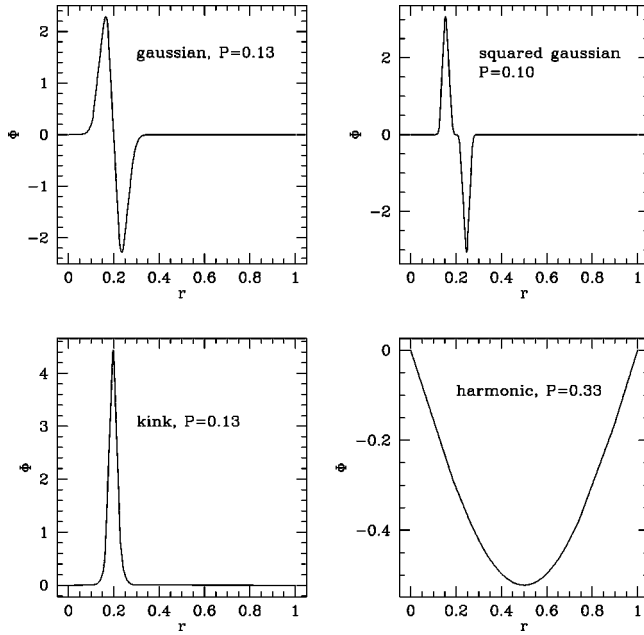 gaussian, P=0.13
2
1
0
−1
−2
Φ
0 0.2 0.4 0.6 0.8 1
r
squared gaussian
P=0.10
2
0
−2
Φ
0 0.2 0.4 0.6 0.8 1
r
kink, P=0.13
4
3
2
1
0
Φ
0 0.2 0.4 0.6 0.8 1
r
harmonic, P=0.33
0
−0.2
−0.4
Φ
0 0.2 0.4 0.6 0.8 1
r